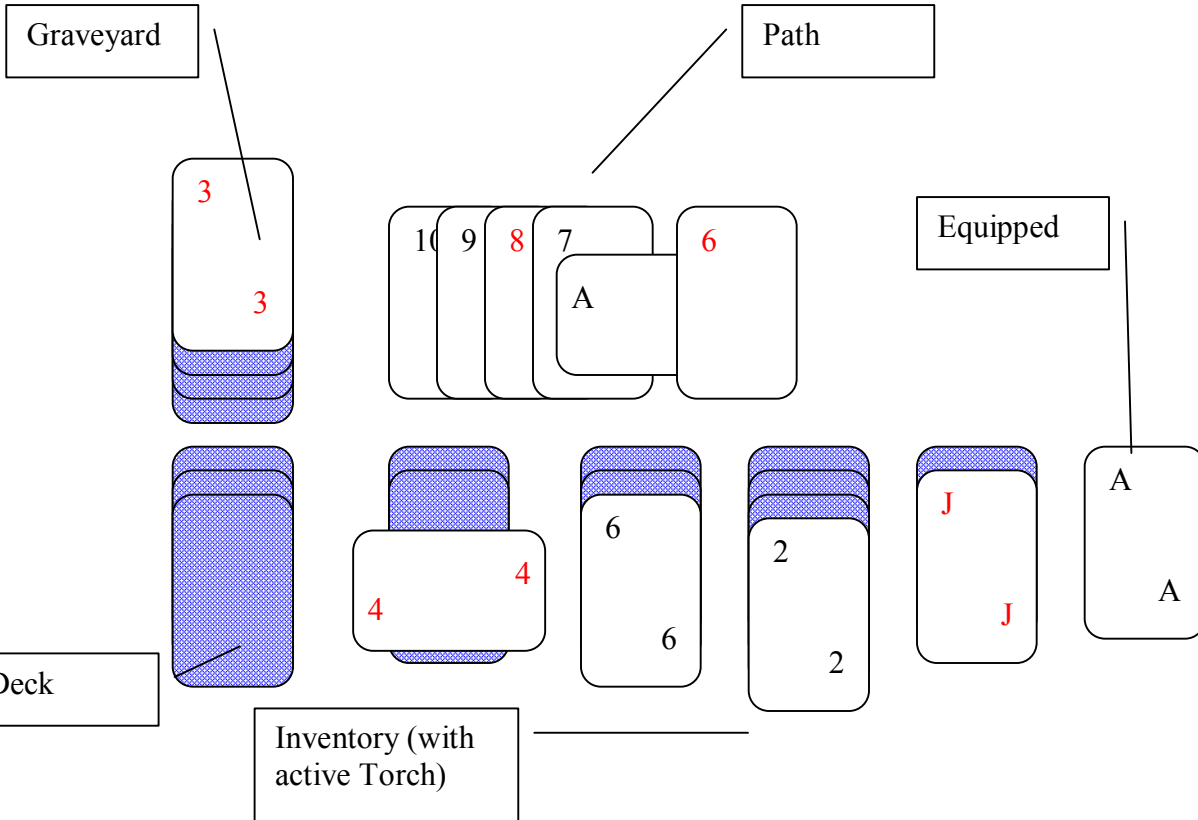 Graveyard
Path
3
3
10 9 8 7
A
6
Equipped
4
4
6
6
2
2
J
J
A
A
Deck
Inventory (with
active Torch)